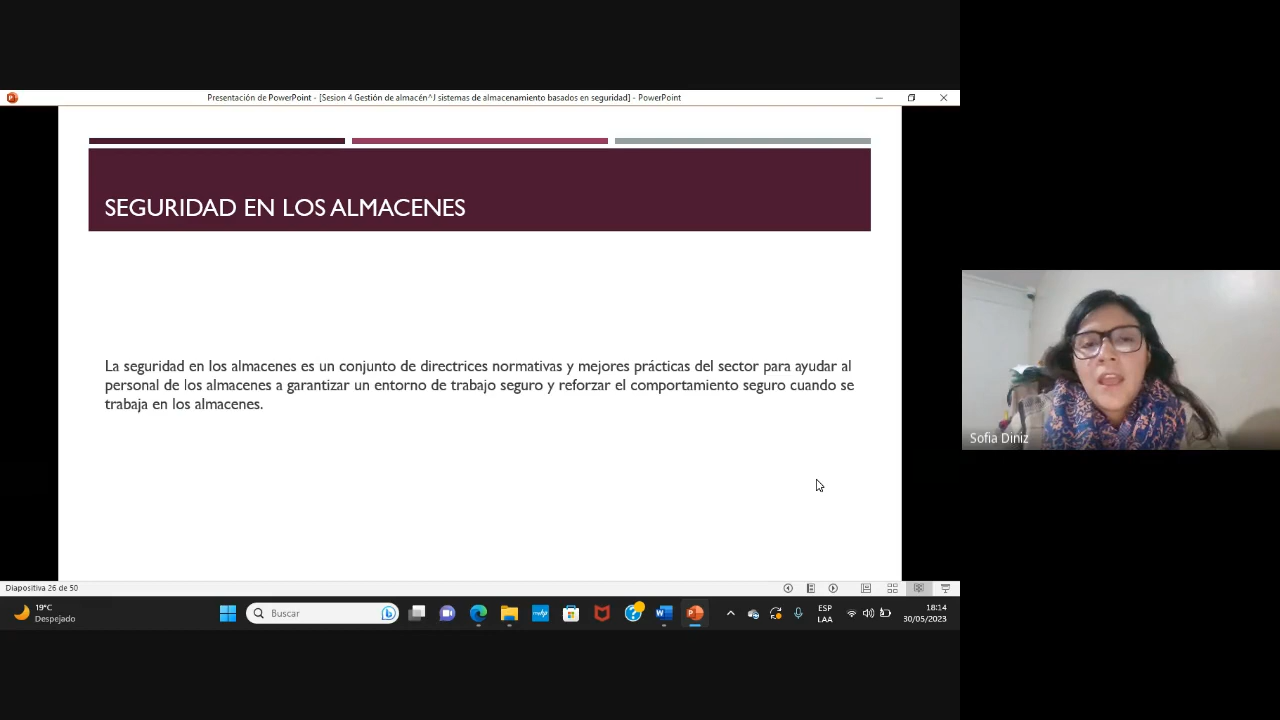 Presentación de PowerPoint - [Sesion 4 Gestión de almacén^J sistemas de almacenamiento basados en seguridad] - PowerPoint
SEGURIDAD EN LOS ALMACENES
La seguridad en los almacenes es un conjunto de directrices normativas y mejores prácticas del sector para ayudar al
personal de los almacenes a garantizar un entorno de trabajo seguro y reforzar el comportamiento seguro cuando se
trabaja en los almacenes.
Sofia Diniz
Diapositiva 26 de 50
19°C
Despejado
Buscar
ESP
LAA
18:14
30/05/2023